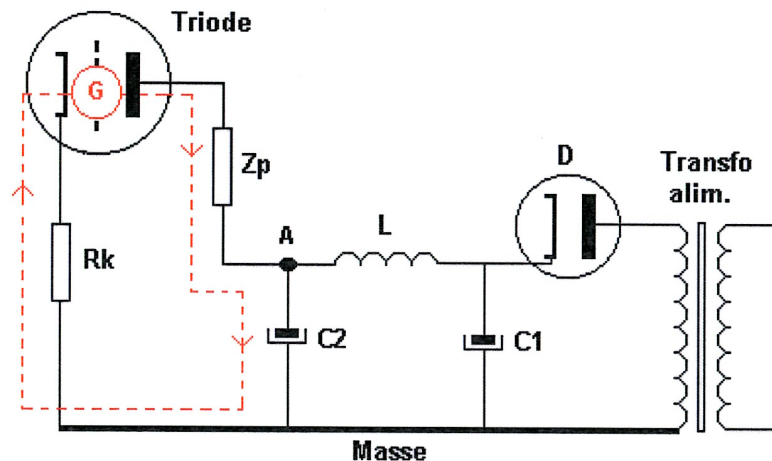 Triode
G
Zp
D
Transfo
alim.
A
L
Rk
C2
C1
Masse